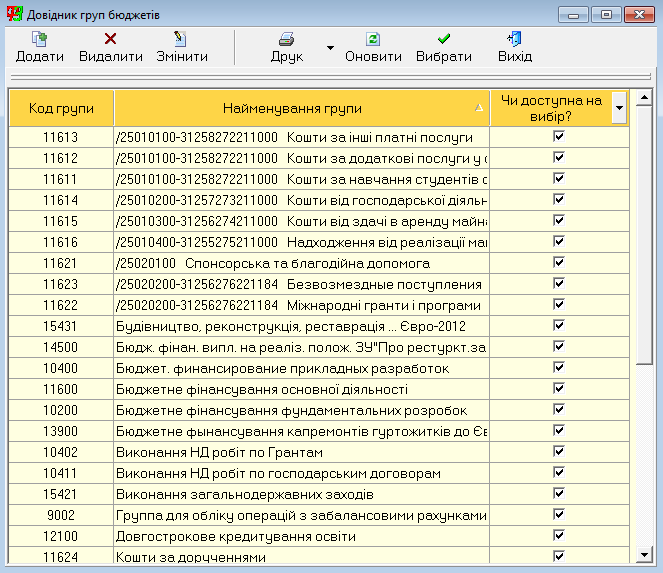 Довідник груп бюджетів
Додати Видалити Змінити Друк Оновити Вибрати Вихід
Код групи Найменування групи Чи доступна на вибір?
11613 /25010100-31258272211000 Кошти за інші платні послуги
11612 /25010100-31258272211000 Кошти за додаткові послуги у с
11611 /25010100-31258272211000 Кошти за навчання студентів с
11614 /25010200-31257273211000 Кошти від господарської діяльн
11615 /25010300-31256274211000 Кошти від здачі в аренду майна
11616 /25010400-31255275211000 Надходження від реалізації ма
11621 /25020100 Спонсорська та благодійна допомога
11623 /25020200-31256276221184 Безвозмездные поступления
11622 /25020200-31256276221184 Міжнародні гранти і програми
15431 Будівництво, реконструкція, реставрація ... Євро-2012
14500 Бюдж. фінан. випл. на реаліз. полож. ЗУ"Про рестуркт.за
10400 Бюджет. финансирование прикладных разработок
11600 Бюджетне фінансування основної діяльності
10200 Бюджетне фінансування фундаментальних розробок
13900 Бюджетне фынансування капремонтів гуртожитків до Єв
10402 Виконання НД робіт по Грантам
10411 Виконання НД робіт по господарським договорам
15421 Виконання загальнодержавних заходів
9002 Группа для обліку операцій з забалансовими рахунками
12100 Довгострокове кредитування освіти
11624 Кошти за дорученнями